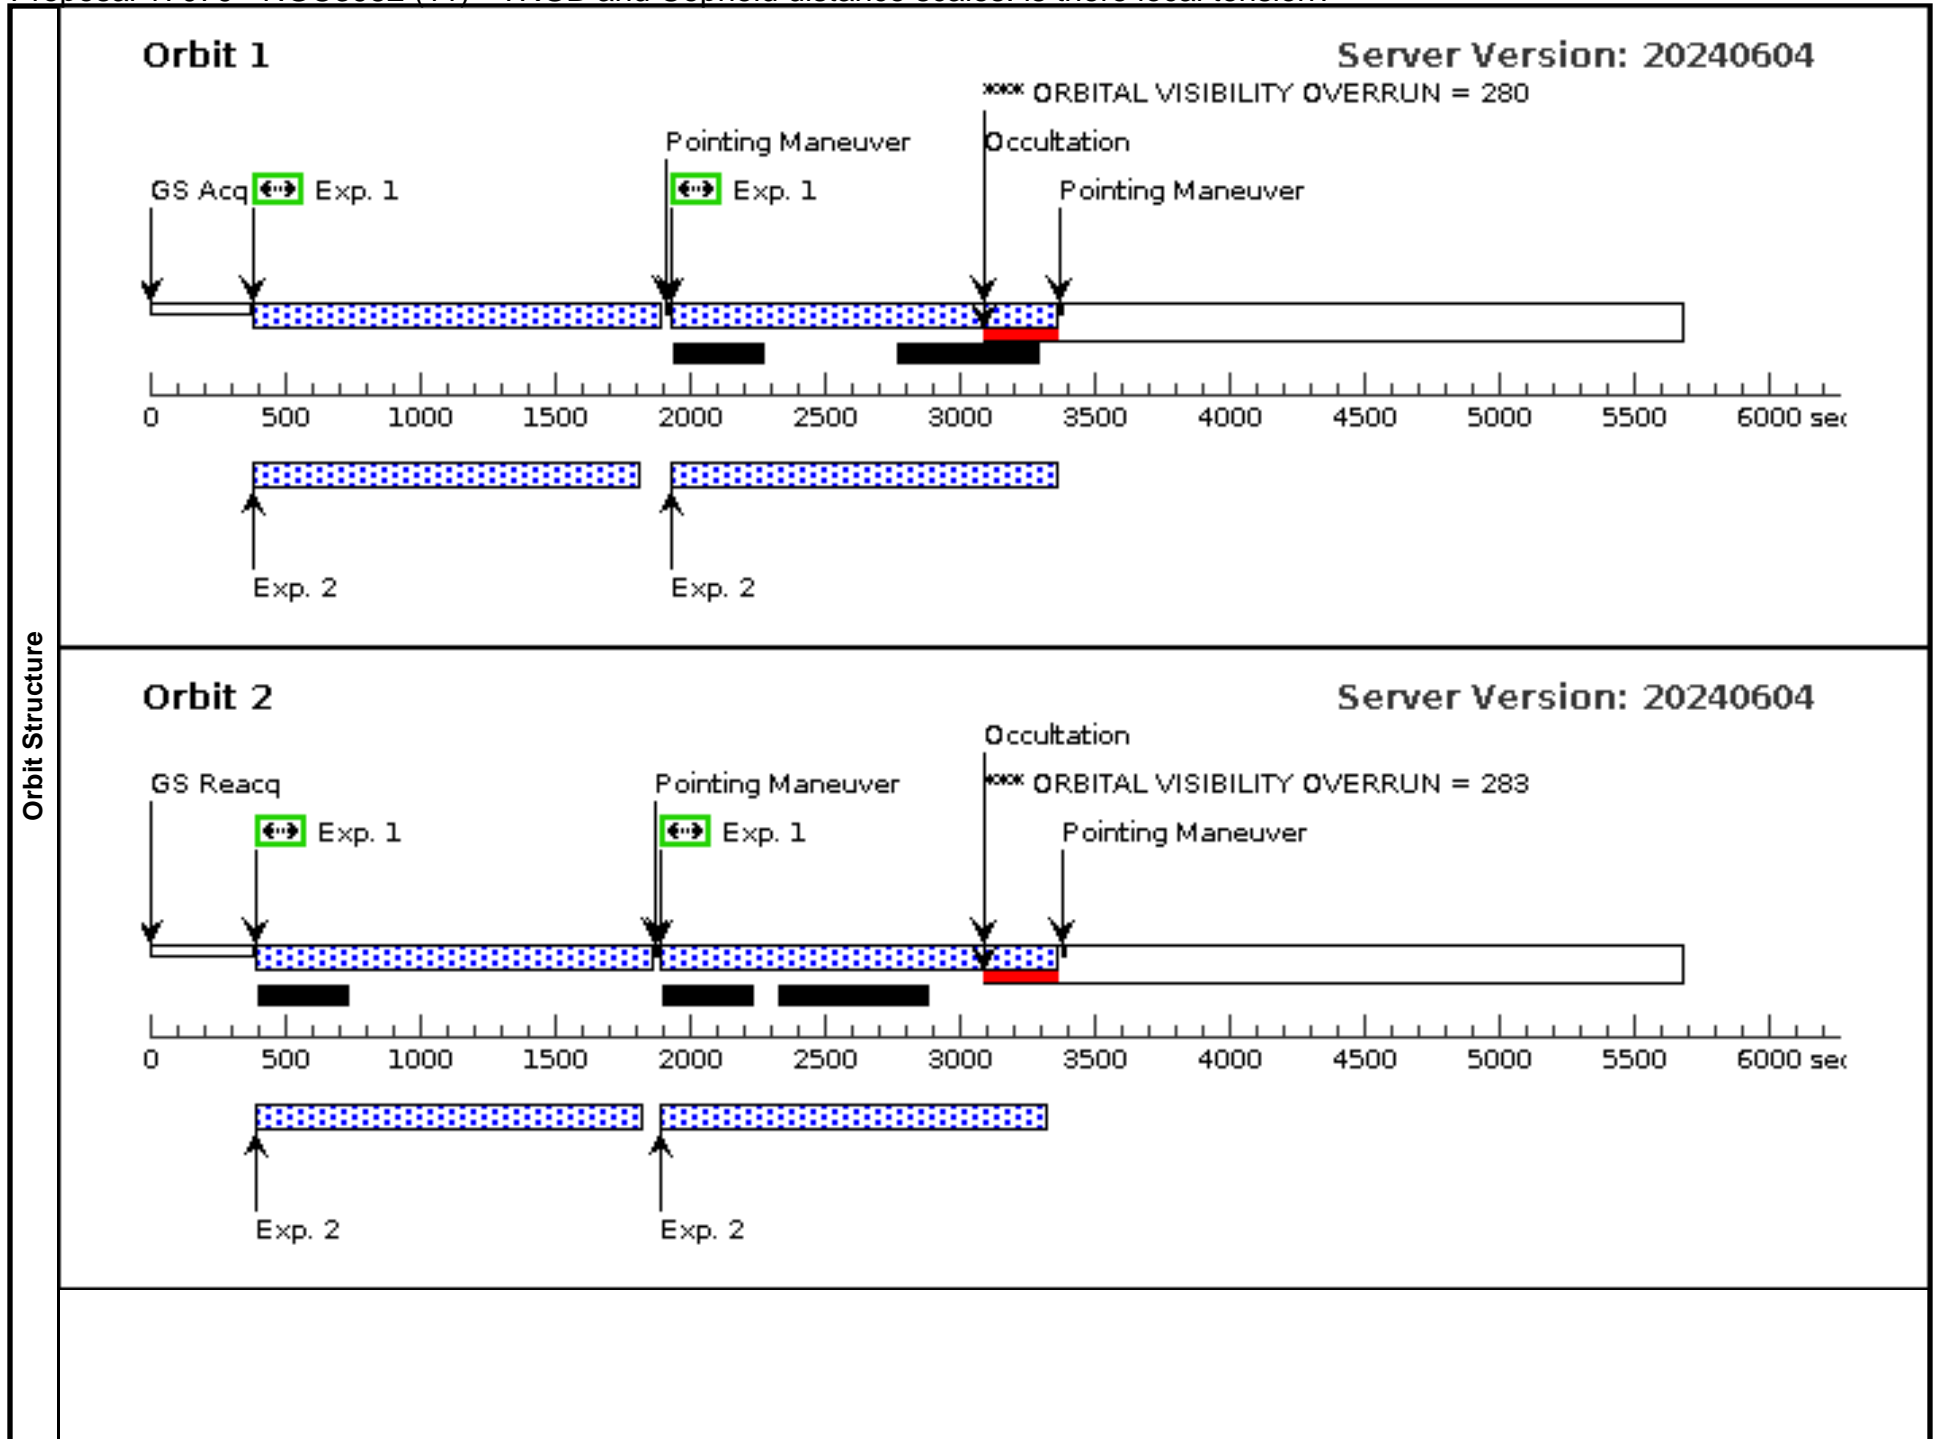 Orbit Structure
Orbit 1
Server Version: 20240604
*** ORBITAL VISIBILITY OVERRUN = 280
Pointing Maneuver
Occultation
GS Acq
Exp. 1
Exp. 1
Pointing Maneuver
0 500 1000 1500 2000 2500 3000 3500 4000 4500 5000 5500 6000 sec
Exp. 2
Exp. 2
Orbit 2
Server Version: 20240604
Occultation
GS Reacq
Pointing Maneuver
*** ORBITAL VISIBILITY OVERRUN = 283
Exp. 1
Exp. 1
Pointing Maneuver
0 500 1000 1500 2000 2500 3000 3500 4000 4500 5000 5500 6000 sec
Exp. 2
Exp. 2